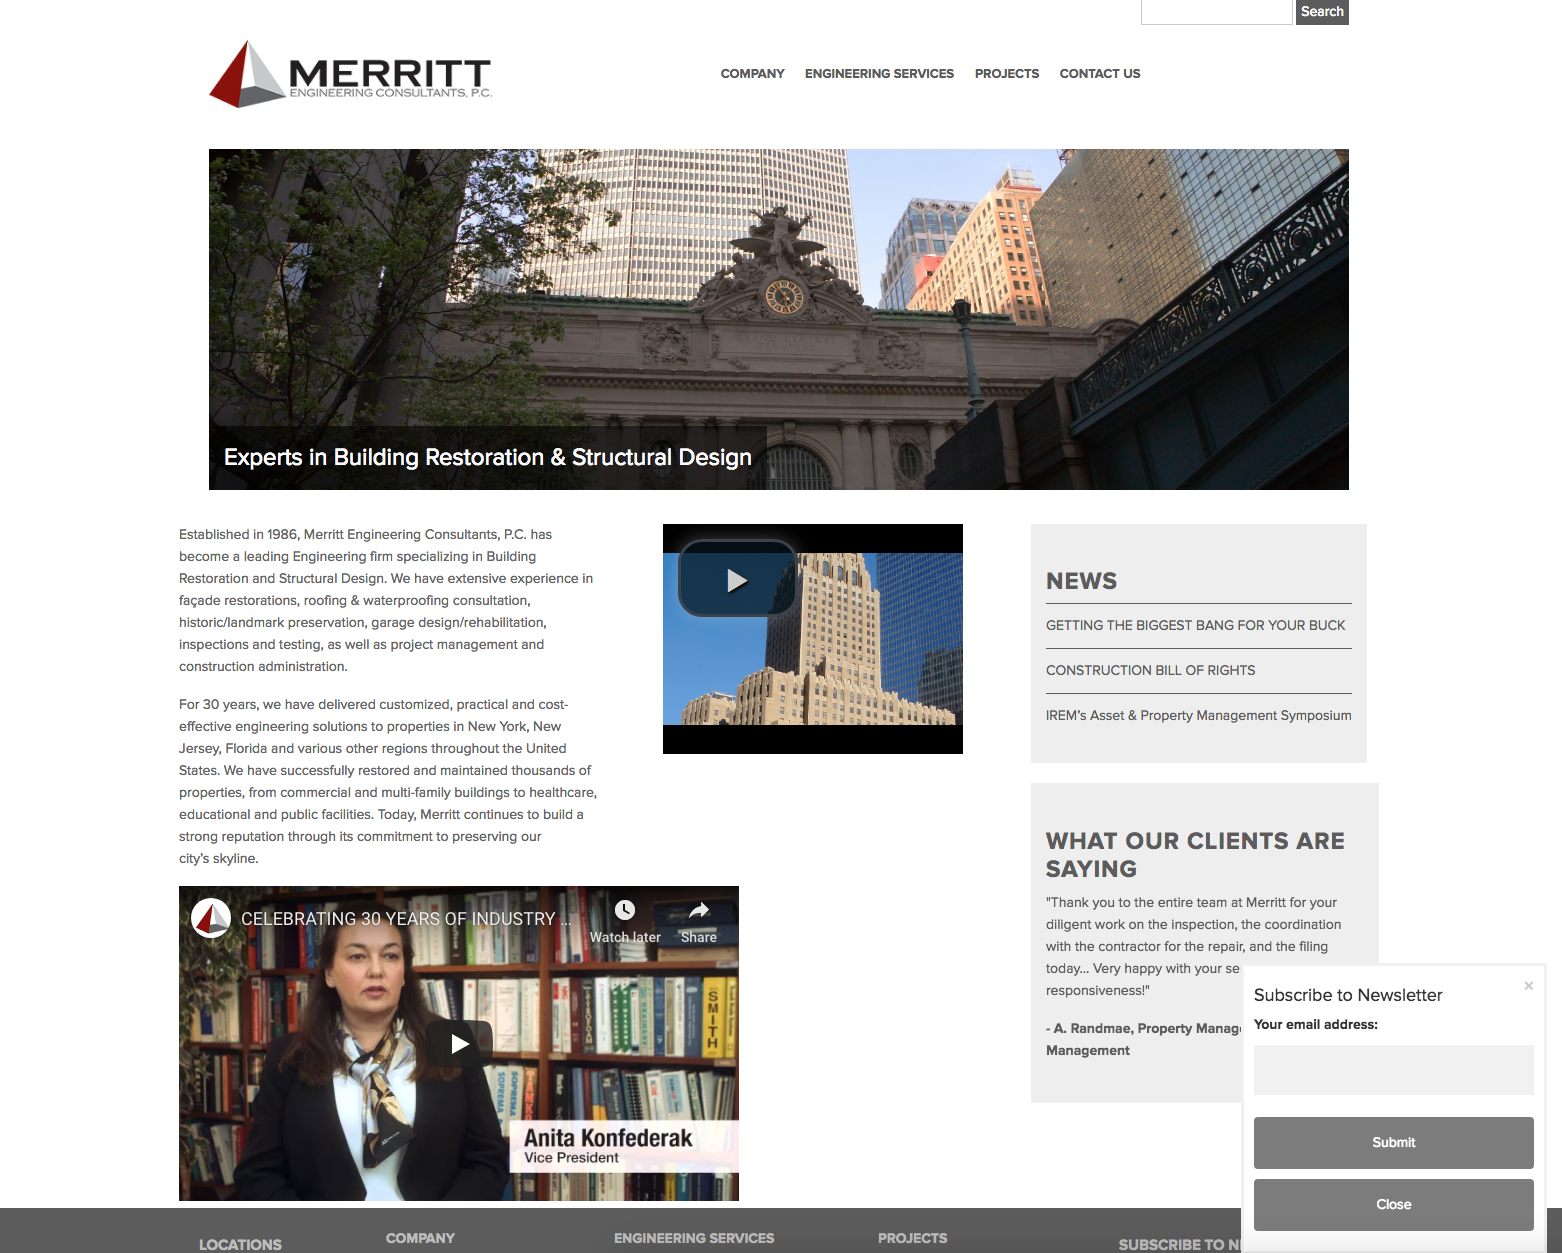 Search
MERRITT
ENGINEERING CONSULTANTS, P.C.
COMPANY ENGINEERING SERVICES PROJECTS CONTACT US
Experts in Building Restoration & Structural Design
Established in 1986, Merritt Engineering Consultants, P.C. has
become a leading Engineering firm specializing in Building
Restoration and Structural Design. We have extensive experience in
façade restorations, roofing & waterproofing consultation,
historic/landmark preservation, garage design/rehabilitation,
inspections and testing, as well as project management and
construction administration.
For 30 years, we have delivered customized, practical and cost-
effective engineering solutions to properties in New York, New
Jersey, Florida and various other regions throughout the United
States. We have successfully restored and maintained thousands of
properties, from commercial and multi-family buildings to healthcare,
educational and public facilities. Today, Merritt continues to build a
strong reputation through its commitment to preserving our
city's skyline.
CELEBRATING 30 YEARS OF INDUSTRY ...
Watch later Share
SMITH
SOPREMA
Anita Konfederak
Vice President
NEWS
GETTING THE BIGGEST BANG FOR YOUR BUCK
CONSTRUCTION BILL OF RIGHTS
IREM's Asset & Property Management Symposium
WHAT OUR CLIENTS ARE
SAYING
"Thank you to the entire team at Merritt for your
diligent work on the inspection, the coordination
with the contractor for the repair, and the filing
today... Very happy with your se
responsiveness!"
- A. Randmae, Property Manag
Management
×
Subscribe to Newsletter
Your email address:
Submit
Close
LOCATIONS
COMPANY
ENGINEERING SERVICES
PROJECTS
SUBSCRIBE TO N